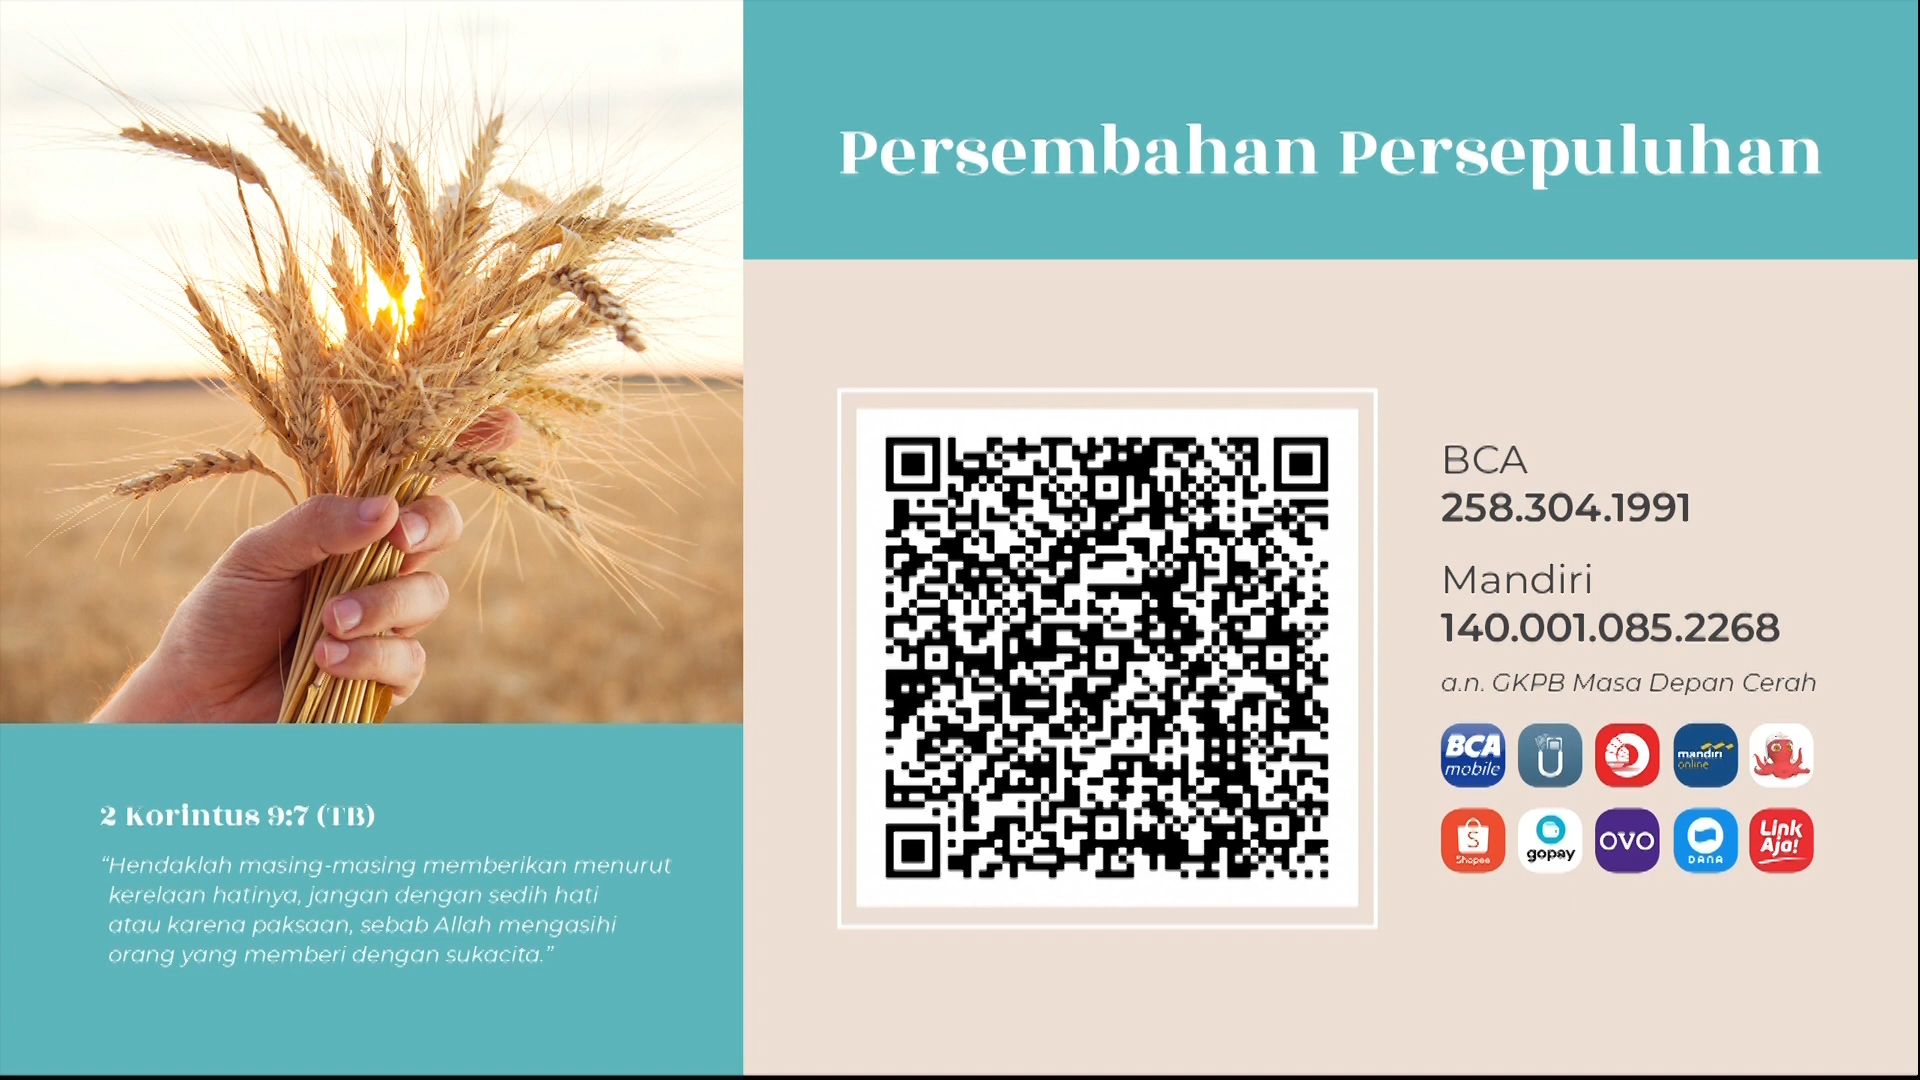 Persembahan Persepuluhan
BCA
258.304.1991
Mandiri
140.001.085.2268
a.n. GKPB Masa Depan Cerah
BCA
mobile
mandiri
online
Shopee
gopay
OVO
DANA
Link
Aja!
2 Korintus 9:7 (TB)
“Hendaklah masing-masing memberikan menurut
kerelaan hatinya, jangan dengan sedih hati
atau karena paksaan, sebab Allah mengasihi
orang yang memberi dengan sukacita.”